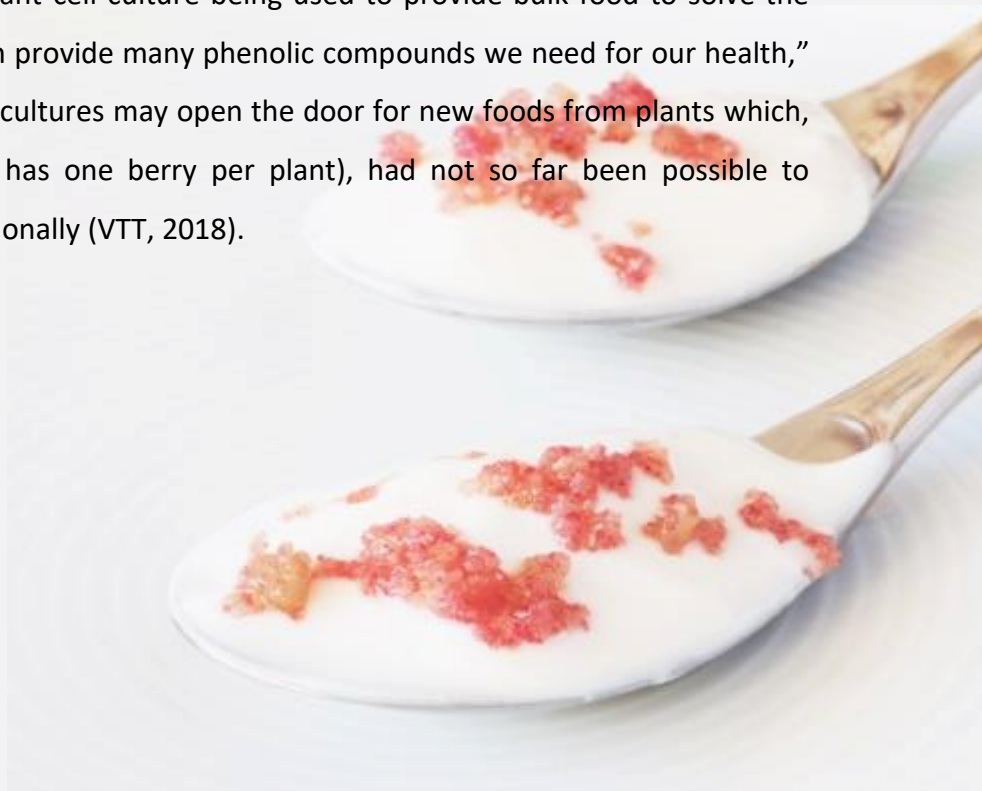 ant cell culture being used to provide bulk food to solve the
n provide many phenolic compounds we need for our health,”
cultures may open the door for new foods from plants which,
has one berry per plant), had not so far been possible to
onally (VTT, 2018).